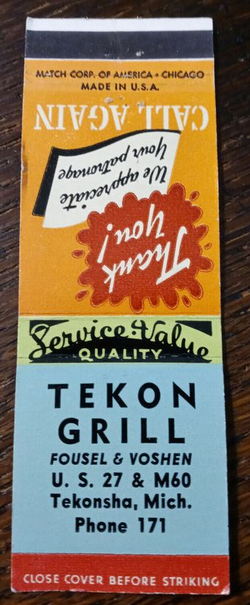 MATCH CORP. OF AMERICA • CHICAGO
MADE IN U.S.A.
CALL AGAIN
We appreciate
your patronage
Thank
You!
Service-Value
QUALITY
TEKON
GRILL
FOUSEL & VOSHEN
U. S. 27 & M60
Tekonsha, Mich.
Phone 171
CLOSE COVER BEFORE STRIKING